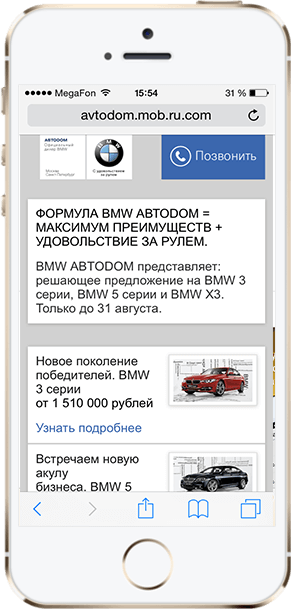 MegaFon 15:54 31 %
avtodom.mob.ru.com
АВТОДОМ
Официальный
дилер BMW
BMW
Москва
Санкт-Петербург
С удовольствием
за рулем
Позвонить
ФОРМУЛА BMW АВТОDОМ =
МАКСИМУМ ПРЕИМУЩЕСТВ +
УДОВОЛЬСТВИЕ ЗА РУЛЕМ.
BMW АВТОDОМ представляет:
решающее предложение на BMW 3
серии, BMW 5 серии и BMW X3.
Только до 31 августа.
Новое поколение
победителей. BMW
3 серии
от 1 510 000 рублей
Узнать подробнее
Встречаем новую
акулу
бизнеса. BMW 5